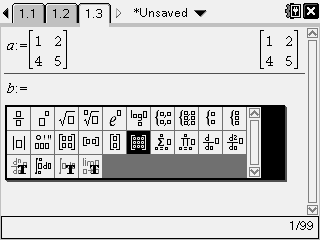 1.1 1.2 1.3 *Unsaved
a:=[1 2
4 5] [1 2
4 5]
b:=
1/99